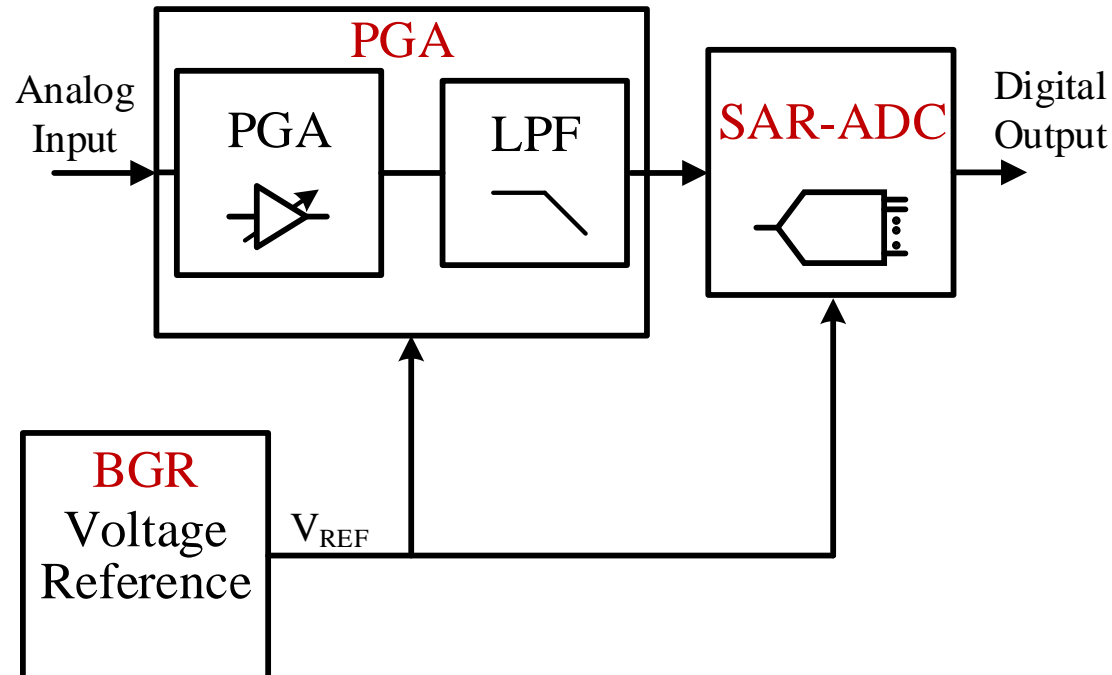 PGA
Analog
Input
PGA
LPF
SAR-ADC
Digital
Output
BGR
Voltage
Reference
VREF